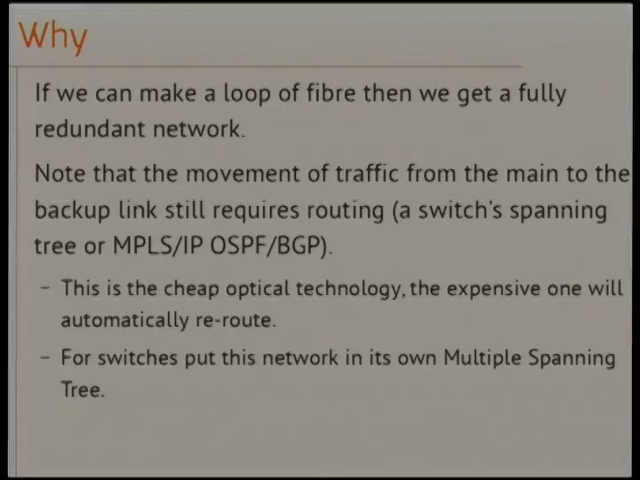 Why
If we can make a loop of fibre then we get a fully
redundant network.
Note that the movement of traffic from the main to the
backup link still requires routing (a switch's spanning
tree or MPLS/IP OSPF/BGP).
– This is the cheap optical technology, the expensive one will
automatically re-route.
– For switches put this network in its own Multiple Spanning
Tree.